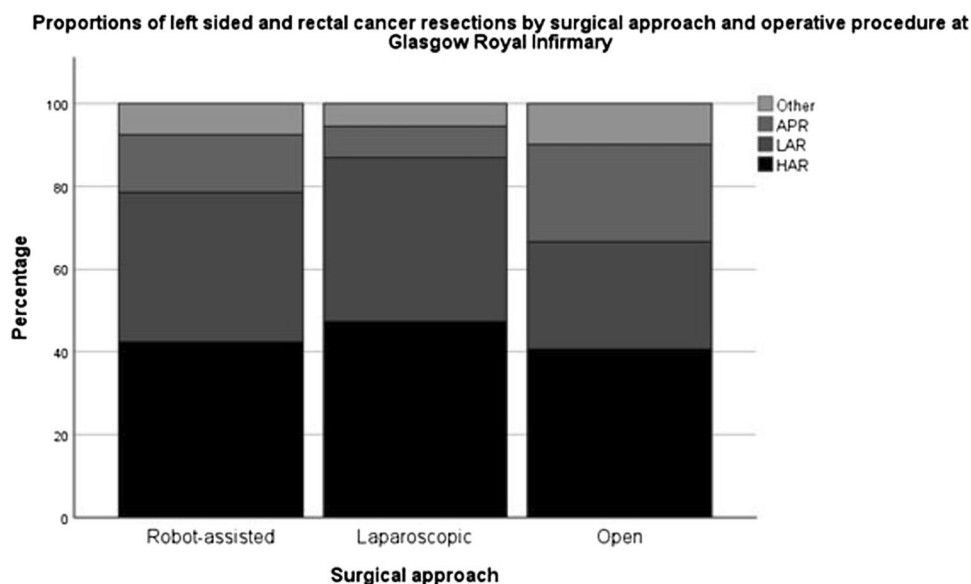 Proportions of left sided and rectal cancer resections by surgical approach and operative procedure at
Glasgow Royal Infirmary
100
80
60
40
20
0
Percentage
Robot-assisted
Laparoscopic
Open
Surgical approach
Other
APR
LAR
HAR